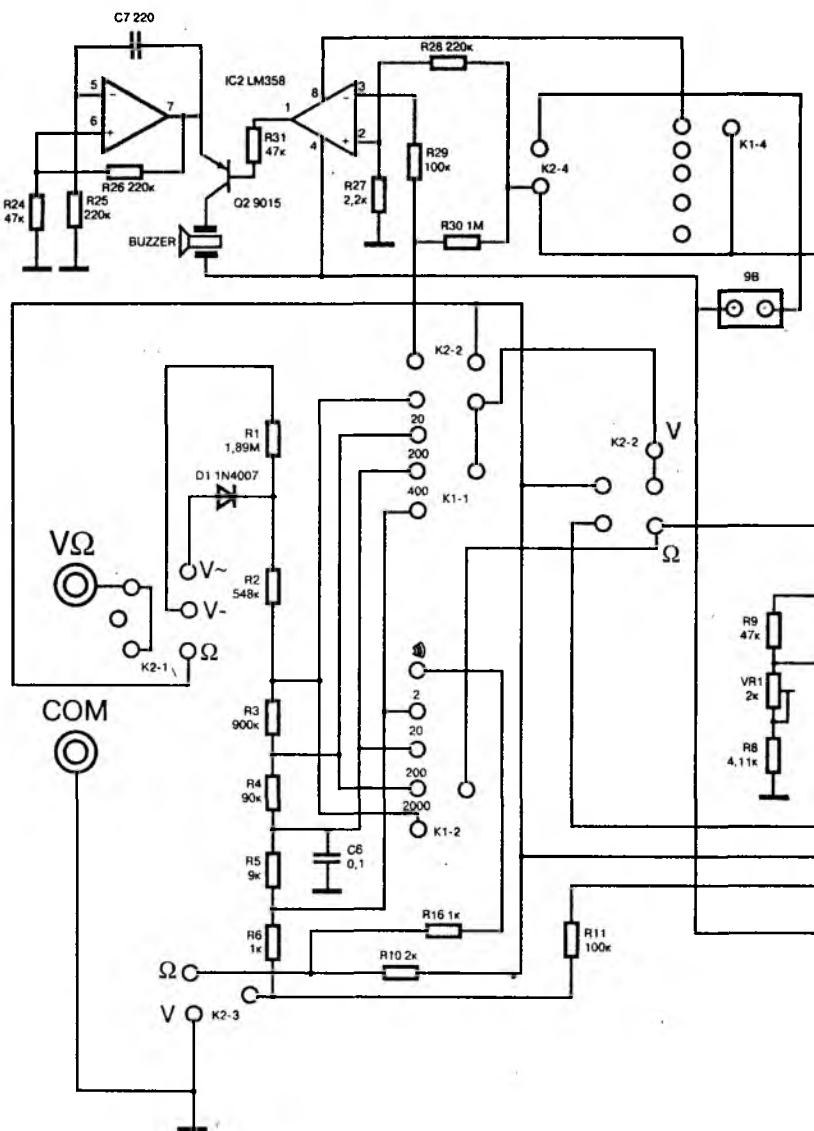 C7 220
5
7
6
R24
47к
R25
220к
R26 220к
IC2 LM358
1
8
4
3
2
R31
47к
Q2 9015
BUZZER
R28 220к
R29
100к
R27
2,2к
R30 1M
K2-4
K1-4
9В
+
-
K2-2
20
200
400
K1-1
R1
1,89M
D1 1N4007
R2
548к
VΩ
V~
V-
Ω
K2-1
COM
R3
900к
R4
90к
R5
9к
R6
1к
C6
0,1
2
20
200
2000
K1-2
K2-2
V
Ω
R9
47к
VR1
2к
R8
4,11к
R16 1к
R10 2к
R11
100к
Ω
V
K2-3